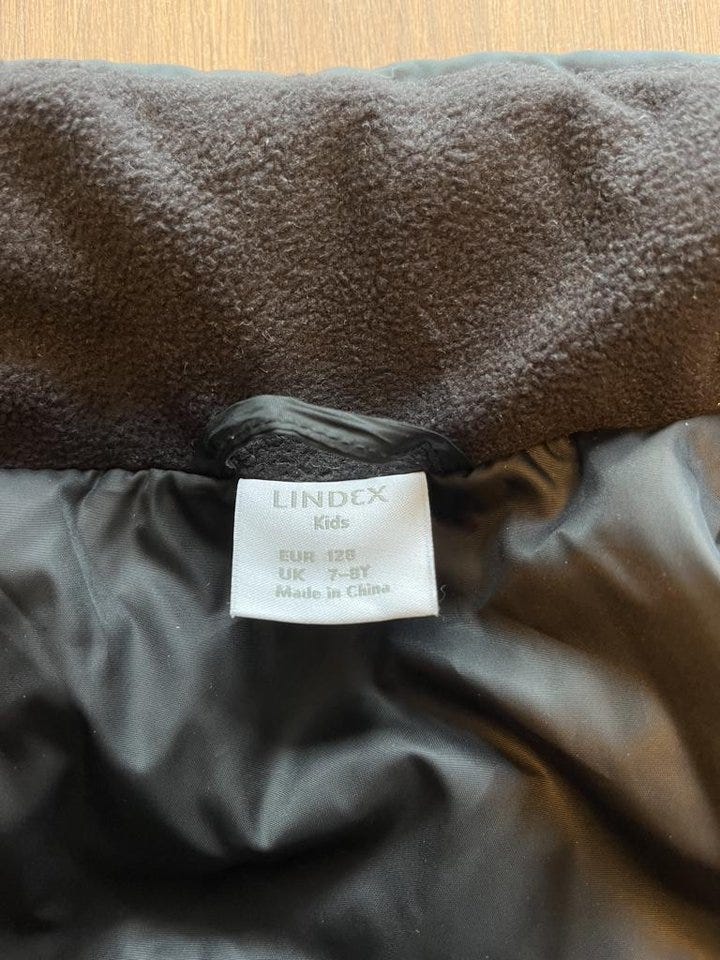 LINDEX
Kids
EUR 128
UK 7-8Y
Made in China